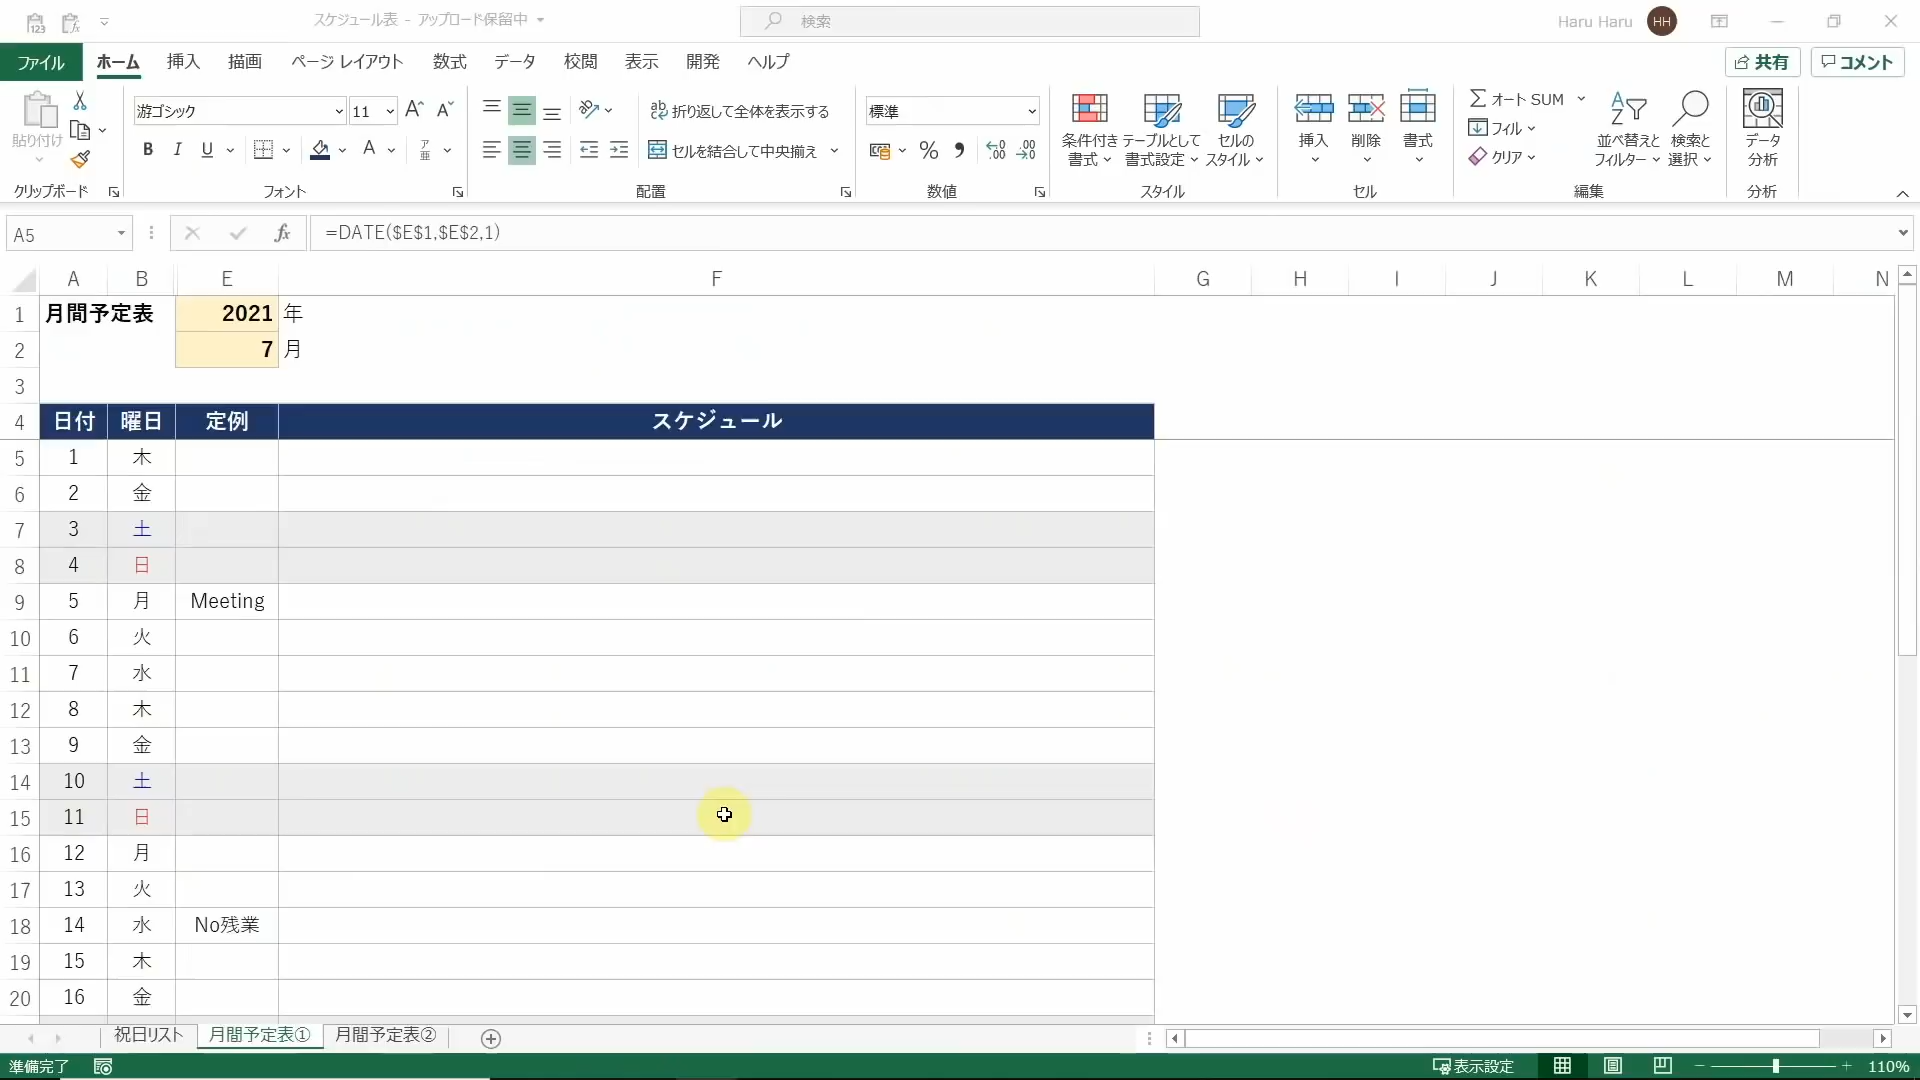 スケジュール表 - アップロード保留中
検索
Haru Haru
HH
ファイル ホーム 挿入 描画 ページ レイアウト 数式 データ 校閲 表示 開発 ヘルプ
共有 コメント
貼り付け
クリップボード
游ゴシック 11
B I U
フォント
折り返して全体を表示する
セルを結合して中央揃え
配置
標準
数値
条件付き書式 テーブルとして書式設定 セルのスタイル
スタイル
挿入 削除 書式
セル
オート SUM
フィル
クリア
並べ替えとフィルター 検索と選択
編集
データ分析
分析
A5 fx =DATE($E$1,$E$2,1)
A B E F G H I J K L M N
1 月間予定表 2021 年
2 7 月
3
4 日付 曜日 定例 スケジュール
5 1 木
6 2 金
7 3 土
8 4 日
9 5 月 Meeting
10 6 火
11 7 水
12 8 木
13 9 金
14 10 土
15 11 日
16 12 月
17 13 火
18 14 水 No残業
19 15 木
20 16 金
祝日リスト 月間予定表① 月間予定表②
準備完了 表示設定 110%